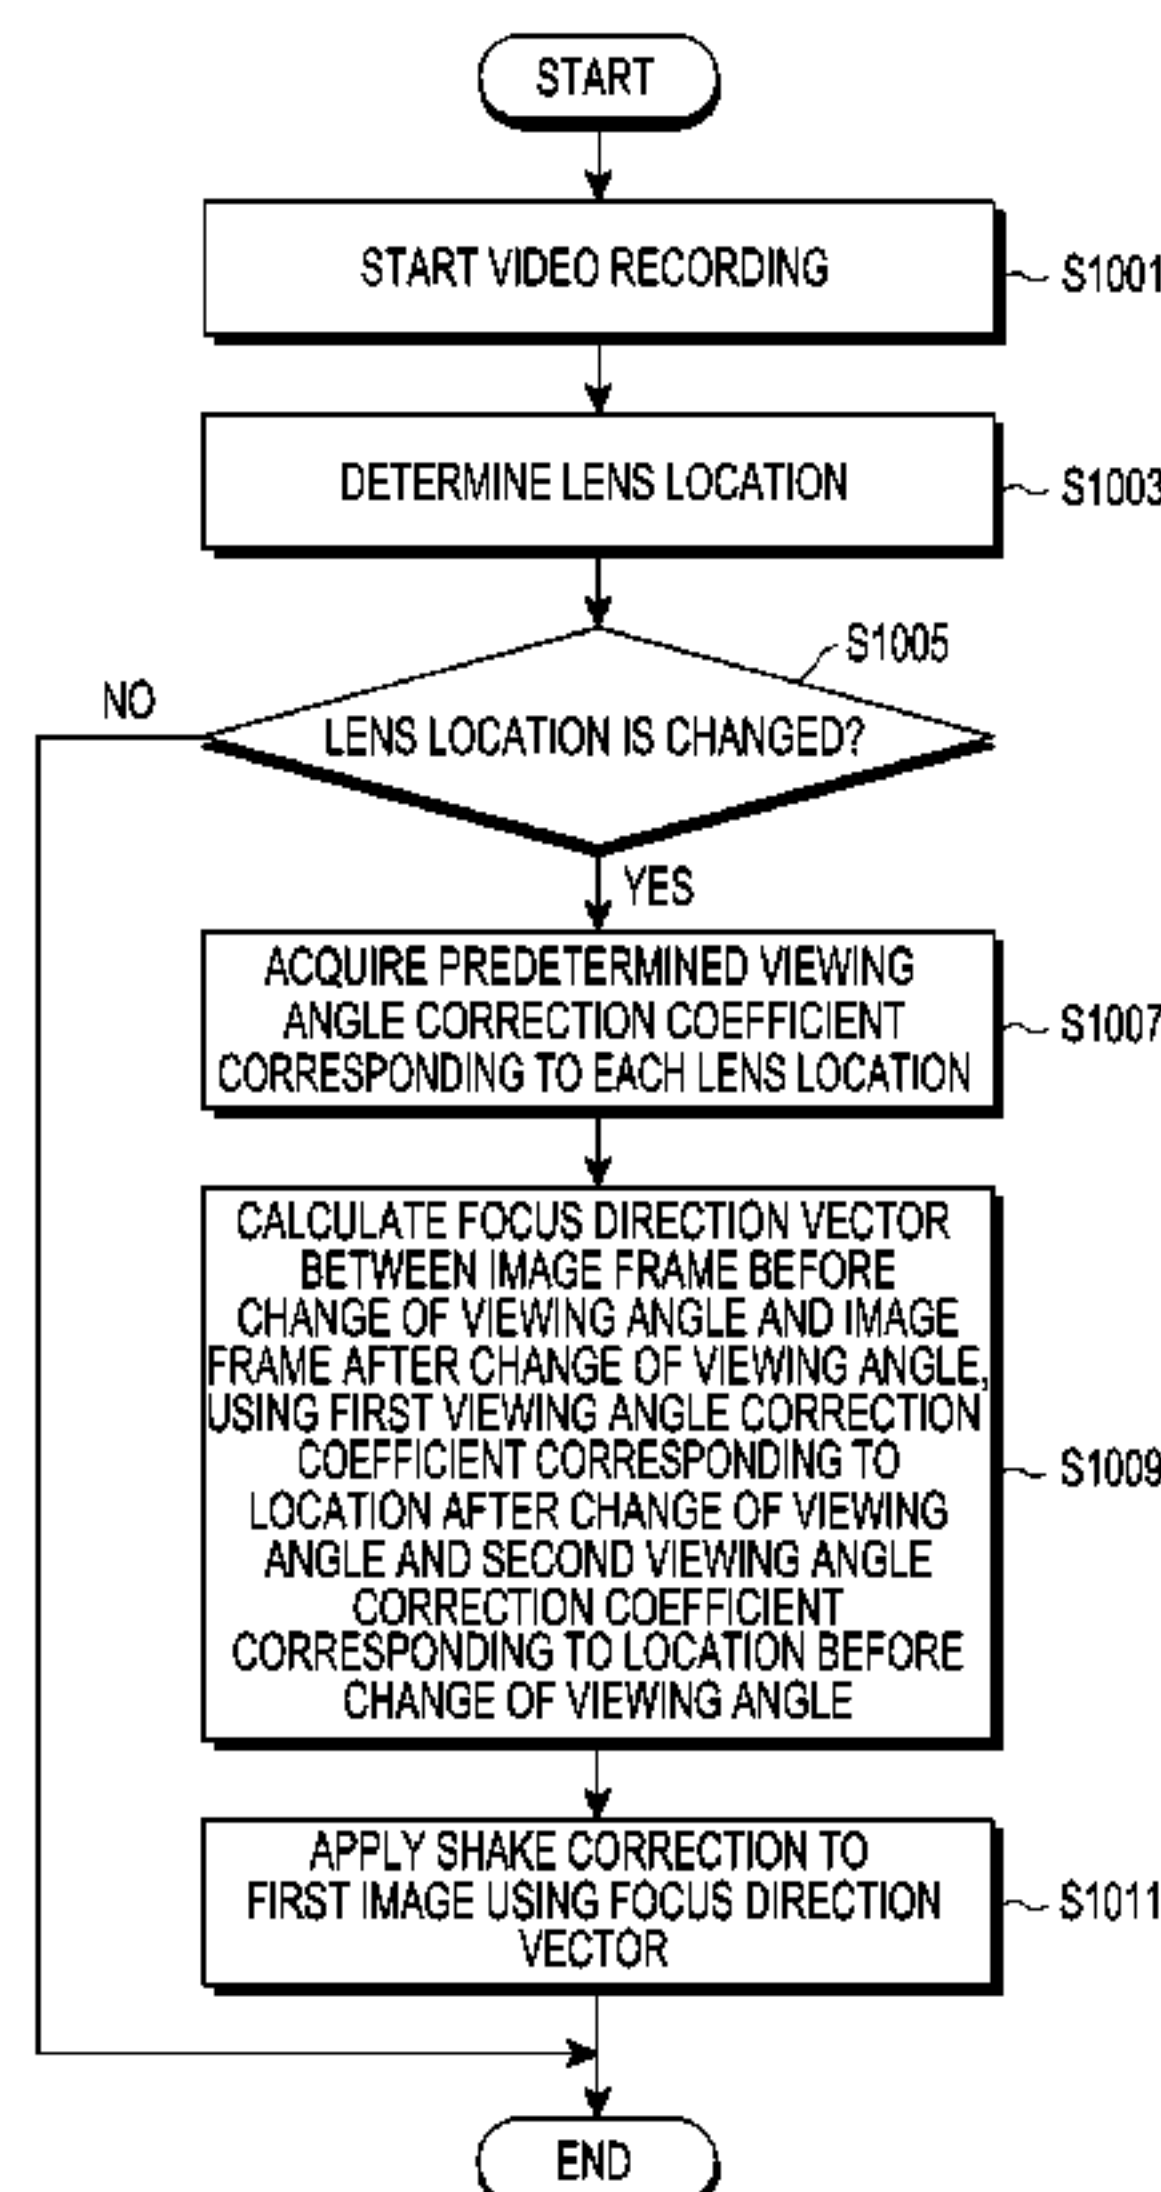 START
START VIDEO RECORDING
S1001
DETERMINE LENS LOCATION
S1003
S1005
NO
LENS LOCATION IS CHANGED?
YES
ACQUIRE PREDETERMINED VIEWING
ANGLE CORRECTION COEFFICIENT
CORRESPONDING TO EACH LENS LOCATION
S1007
CALCULATE FOCUS DIRECTION VECTOR
BETWEEN IMAGE FRAME BEFORE
CHANGE OF VIEWING ANGLE AND IMAGE
FRAME AFTER CHANGE OF VIEWING ANGLE,
USING FIRST VIEWING ANGLE CORRECTION
COEFFICIENT CORRESPONDING TO
LOCATION AFTER CHANGE OF VIEWING
ANGLE AND SECOND VIEWING ANGLE
CORRECTION COEFFICIENT
CORRESPONDING TO LOCATION BEFORE
CHANGE OF VIEWING ANGLE
S1009
APPLY SHAKE CORRECTION TO
FIRST IMAGE USING FOCUS DIRECTION
VECTOR
S1011
END